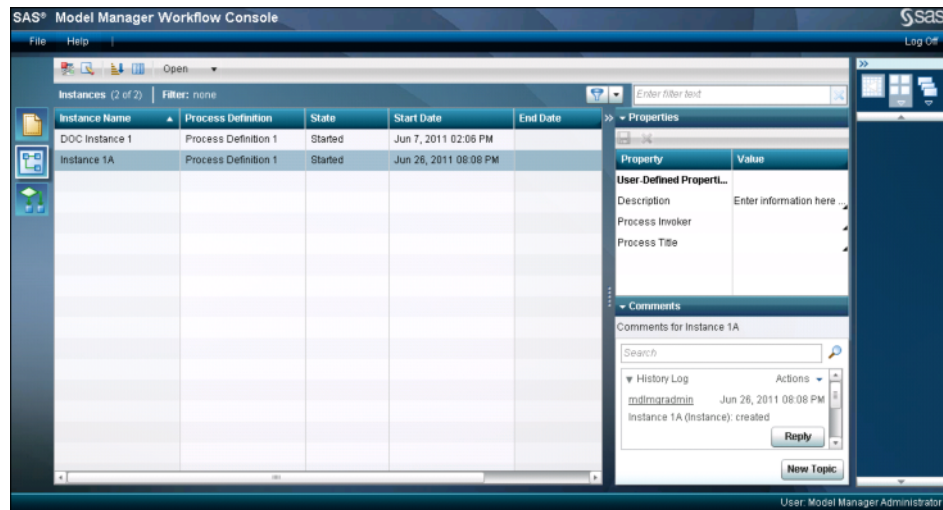 SAS® Model Manager Workflow Console
sas
File Help
Log Off
Open
Instances (2 of 2) Filter: none
Enter filter text
Instance Name Process Definition State Start Date End Date
DOC Instance 1 Process Definition 1 Started Jun 7, 2011 02:06 PM
Instance 1A Process Definition 1 Started Jun 26, 2011 08:08 PM
Properties
Property Value
User-Defined Properti...
Description Enter information here ...
Process Invoker
Process Title
Comments
Comments for Instance 1A
Search
History Log Actions
mdlmgradmin Jun 26, 2011 08:08 PM
Instance 1A (Instance): created
Reply
New Topic
User: Model Manager Administrator